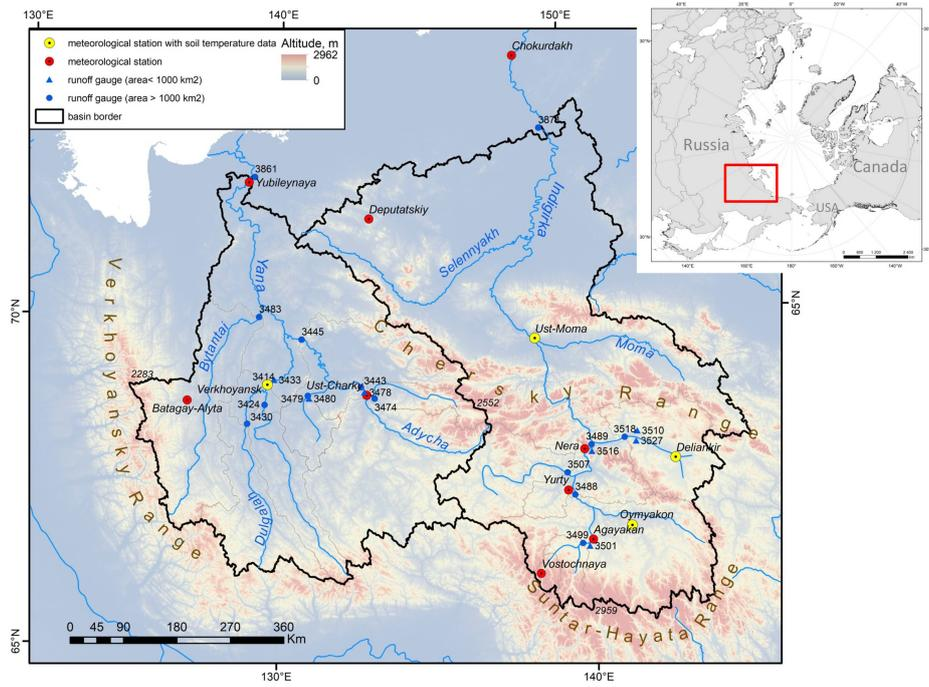 130°E 140°E 150°E
meteorological station with soil temperature data
meteorological station
runoff gauge (area< 1000 km2)
runoff gauge (area > 1000 km2)
basin border
Altitude, m
2962
0
Chokurdakh
3861
Yubileynaya
Deputatskiy
Indigirka
Selennyakh
Yana
Verkhoyansky Range
70°N
65°N
3483
3445
Bytantai
Chersky Range
Ust-Moma
Moma
2283
3414
3433
Verkhoyansk
Ust-Charky
3443
3478
3479
3480
3474
Batagay-Alyta
3424
3430
2552
Adycha
Nera
3489
3516
3518
3510
3527
Deliankir
3507
Yurty
3488
Dulgalah
Oymyakon
Agayakan
3499
3501
Vostochnaya
2959
Suntar-Hayata Range
0 45 90 180 270 360
Km
65°N
130°E 140°E
Russia
Canada
USA